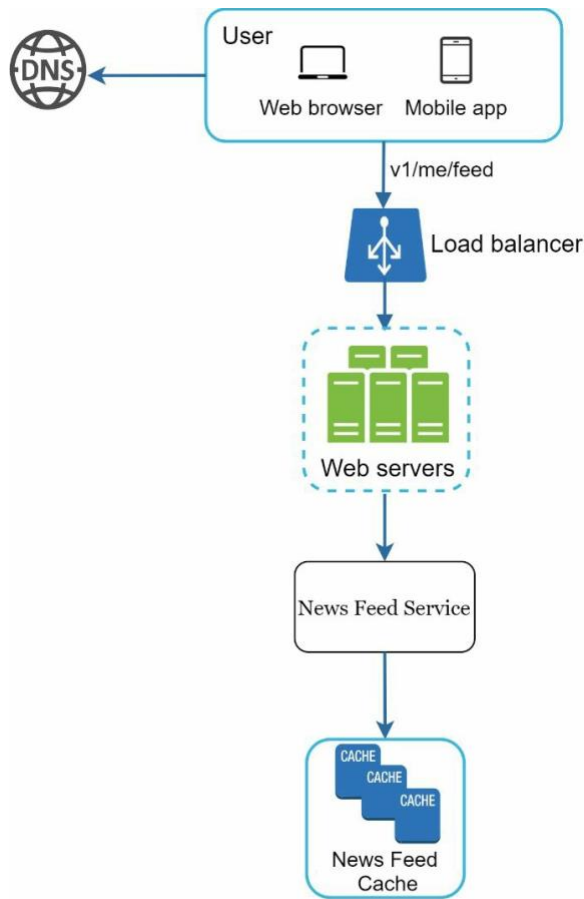 User
DNS
Web browser
Mobile app
v1/me/feed
Load balancer
Web servers
News Feed Service
CACHE
CACHE
CACHE
News Feed
Cache